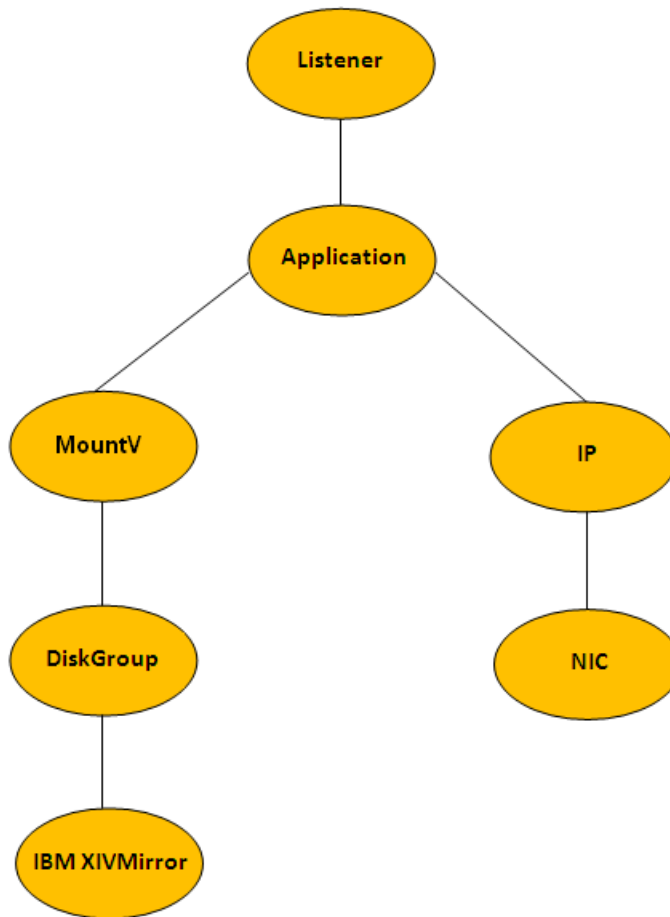 Listener
Application
MountV
IP
DiskGroup
NIC
IBM XIVMirror